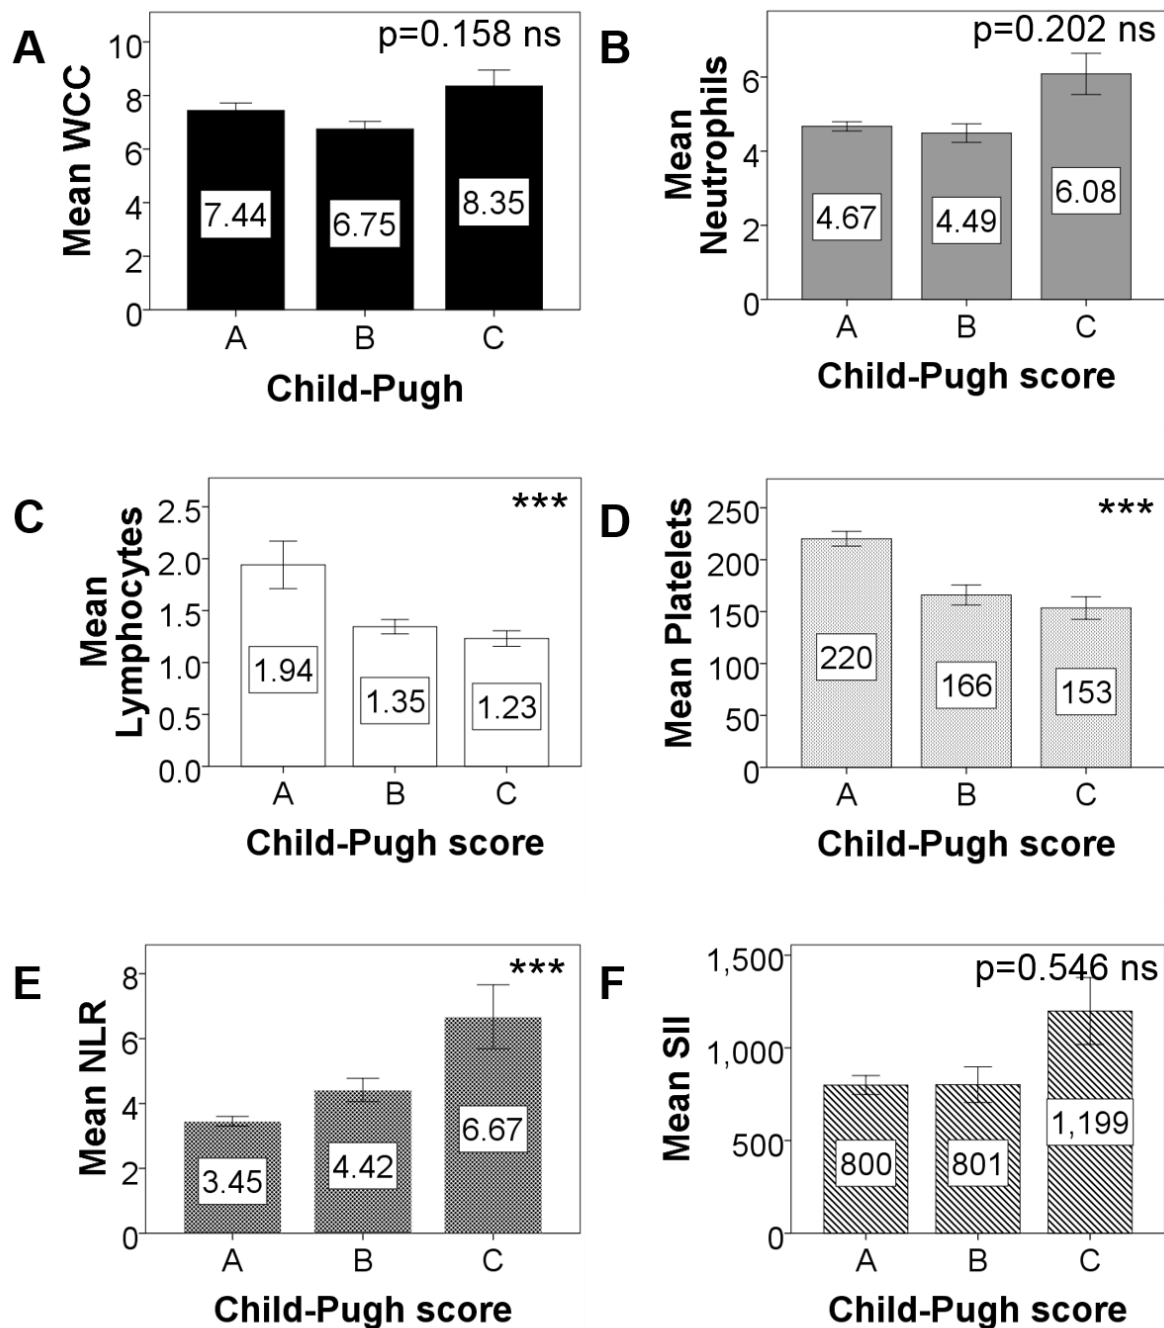 A
p=0.158 ns
Mean WCC
10
8
6
4
2
0
7.44
6.75
8.35
A
B
C
Child-Pugh
B
p=0.202 ns
Mean
Neutrophils
6
4
2
0
4.67
4.49
6.08
A
B
C
Child-Pugh score
C
***
Mean
Lymphocytes
2.5
2.0
1.5
1.0
0.5
0.0
1.94
1.35
1.23
A
B
C
Child-Pugh score
D
***
Mean Platelets
250
200
150
100
50
0
220
166
153
A
B
C
Child-Pugh score
E
***
Mean NLR
8
6
4
2
0
3.45
4.42
6.67
A
B
C
Child-Pugh score
F
p=0.546 ns
Mean SII
1,500
1,000
500
0
800
801
1,199
A
B
C
Child-Pugh score